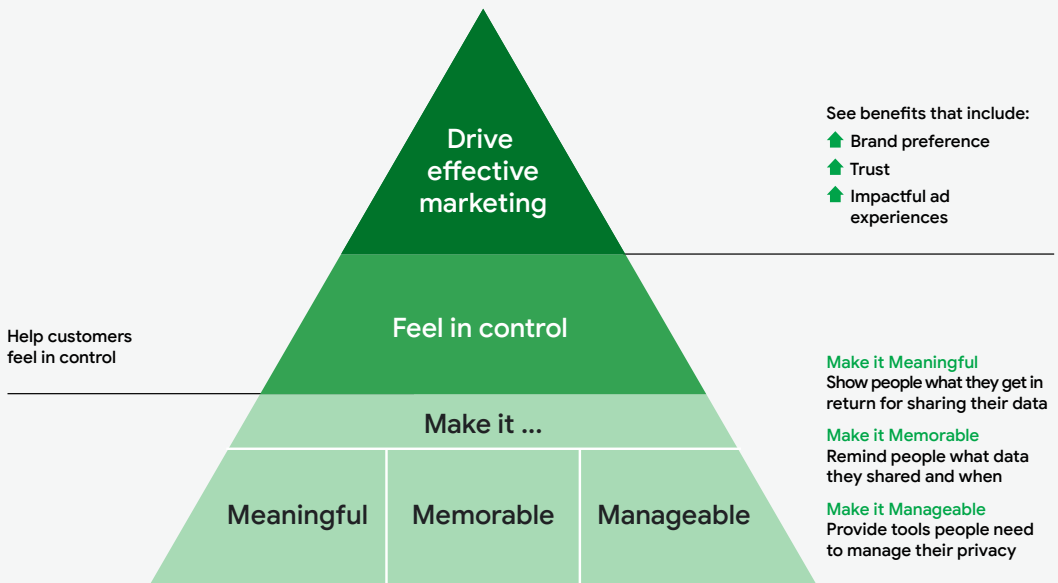 See benefits that include:
Brand preference
Trust
Impactful ad
experiences
Drive
effective
marketing
Feel in control
Help customers
feel in control
Make it ...
Meaningful
Memorable
Manageable
Make it Meaningful
Show people what they get in
return for sharing their data
Make it Memorable
Remind people what data
they shared and when
Make it Manageable
Provide tools people need
to manage their privacy